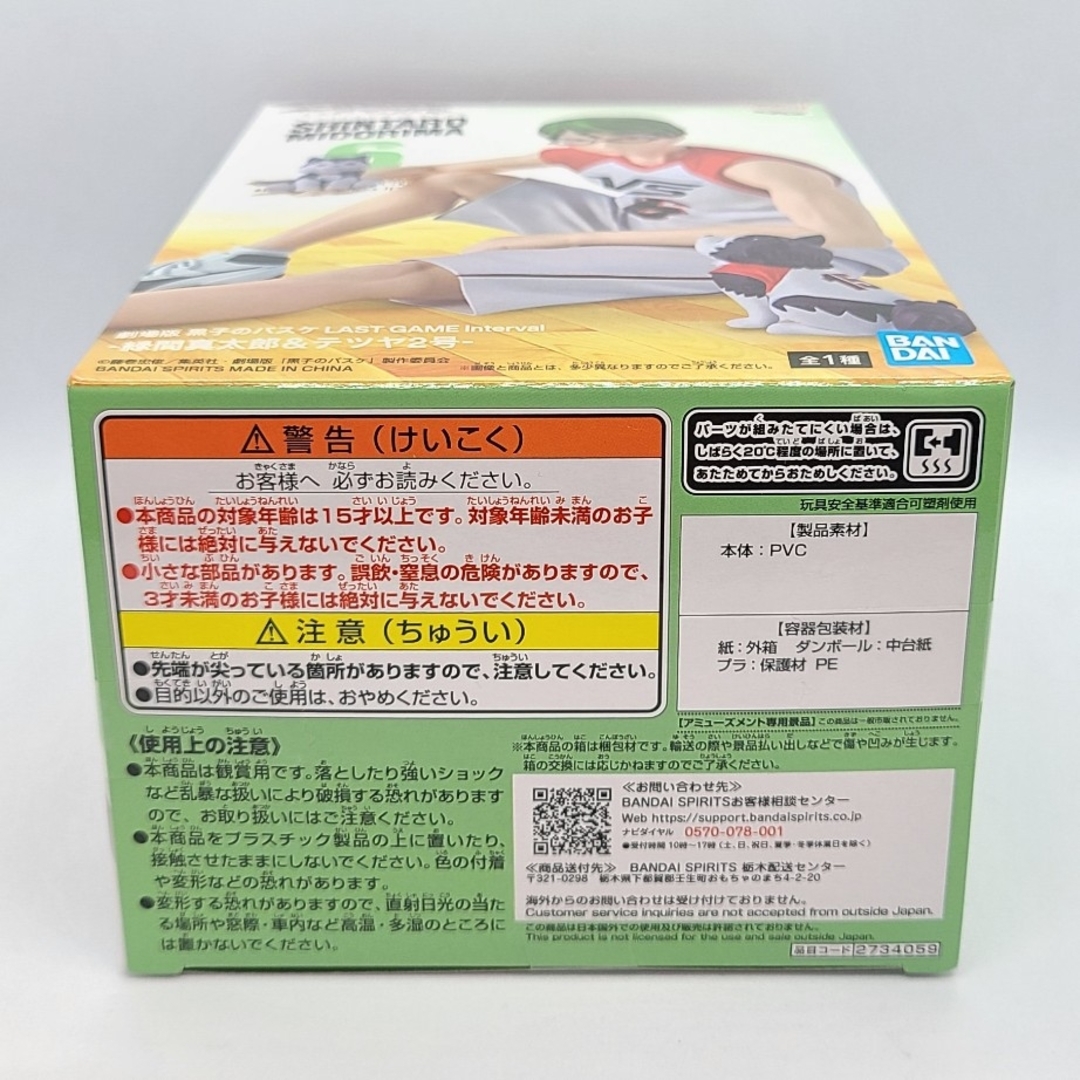 SHINTARO
MIDORIMA
6
劇場版 黒子のバスケ LAST GAME Interval
-緑間真太郎&テツヤ2号-
©藤巻忠俊/集英社・劇場版「黒子のバスケ」製作委員会
BANDAI SPIRITS MADE IN CHINA
※画像と商品とは、多少異なりますのでご了承ください。
全1種
BAN
DAI
⚠警告(けいこく)
お客様へ 必ずお読みください。
●本商品の対象年齢は15才以上です。対象年齢未満のお子
様には絶対に与えないでください。
●小さな部品があります。誤飲・窒息の危険がありますので、
3才未満のお子様には絶対に与えないでください。
⚠注意(ちゅうい)
●先端が尖っている箇所がありますので、注意してください。
●目的以外のご使用は、おやめください。
パーツが組みたてにくい場合は、
しばらく20℃程度の場所に置いて、
あたためてからおためしください。
玩具安全基準適合可塑剤使用
【製品素材】
本体:PVC
【容器包装材】
紙:外箱 ダンボール:中台紙
プラ:保護材 PE
【アミューズメント専用景品】この商品は一般市販されておりません。
※本商品の箱は梱包材です。輸送の際や景品払い出しなどで傷や凹みが生じます。
箱の交換には応じかねますのでご了承ください。
《使用上の注意》
●本商品は観賞用です。落としたり強いショック
など乱暴な扱いにより破損する恐れがあります
ので、お取り扱いにはご注意ください。
●本商品をプラスチック製品の上に置いたり、
接触させたままにしないでください。色の付着
や変形などの恐れがあります。
●変形する恐れがありますので、直射日光の当た
る場所や窓際・車内など高温・多湿のところに
は置かないでください。
≪お問い合わせ先≫
BANDAI SPIRITSお客様相談センター
Web https://support.bandaispirits.co.jp
ナビダイヤル 0570-078-001
●受付時間 10時~17時(土、日、祝日、夏季・冬季休業日を除く)
≪商品送付先≫ BANDAI SPIRITS 栃木配送センター
〒321-0298 栃木県下都賀郡壬生町おもちゃのまち4-2-20
海外からのお問い合わせは受け付けておりません。
Customer service inquiries are not accepted from outside Japan.
この商品は日本国外での使用及び販売は許諾されておりません。
This product is not licensed for the use and sale outside Japan.
品目コード 2734059